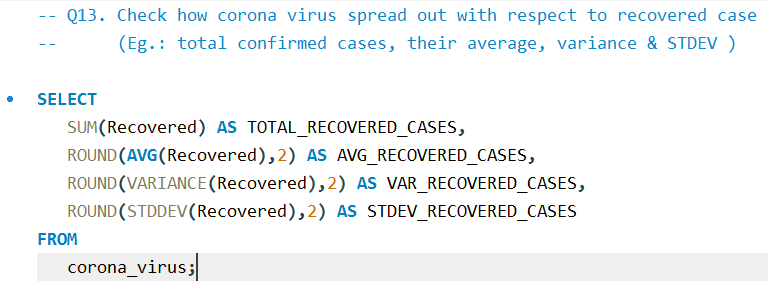 -- Q13. Check how corona virus spread out with respect to recovered case
--      (Eg.: total confirmed cases, their average, variance & STDEV )
SELECT
SUM(Recovered) AS TOTAL_RECOVERED_CASES,
ROUND(AVG(Recovered),2) AS AVG_RECOVERED_CASES,
ROUND(VARIANCE(Recovered),2) AS VAR_RECOVERED_CASES,
ROUND(STDDEV(Recovered),2) AS STDEV_RECOVERED_CASES
FROM
corona_virus;